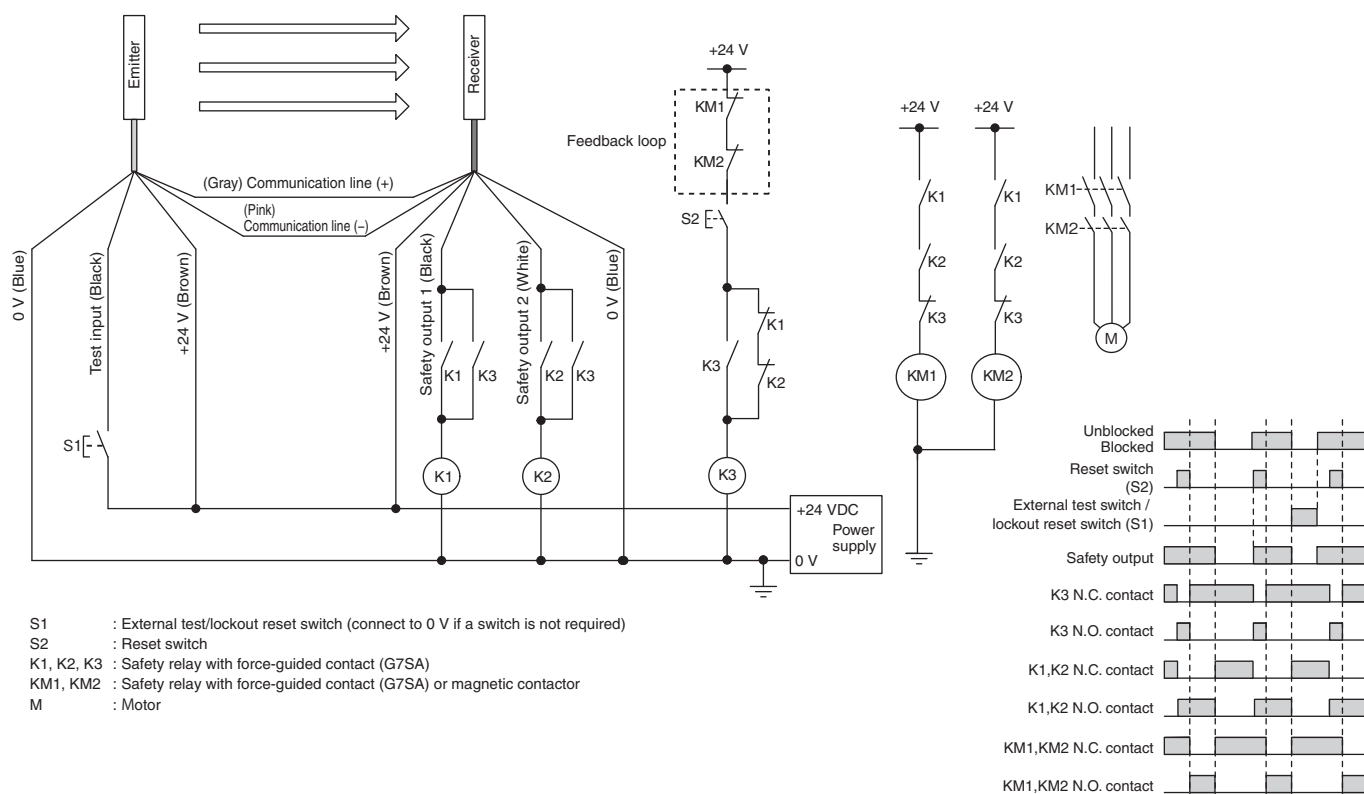 Emitter
Receiver
(Gray) Communication line (+)
(Pink)
Communication line (−)
0 V (Blue)
Test input (Black)
+24 V (Brown)
+24 V (Brown)
Safety output 1 (Black)
Safety output 2 (White)
0 V (Blue)
S1
K1
K3
K2
K3
K1
K2
+24 V
Feedback loop
KM1
KM2
S2
K3
K1
K2
K3
+24 VDC
Power
supply
0 V
+24 V
+24 V
K1
K1
K2
K2
K3
K3
KM1
KM2
KM1
KM2
M
S1 : External test/lockout reset switch (connect to 0 V if a switch is not required)
S2 : Reset switch
K1, K2, K3 : Safety relay with force-guided contact (G7SA)
KM1, KM2 : Safety relay with force-guided contact (G7SA) or magnetic contactor
M : Motor
Unblocked
Blocked
Reset switch
(S2)
External test switch /
lockout reset switch (S1)
Safety output
K3 N.C. contact
K3 N.O. contact
K1,K2 N.C. contact
K1,K2 N.O. contact
KM1,KM2 N.C. contact
KM1,KM2 N.O. contact